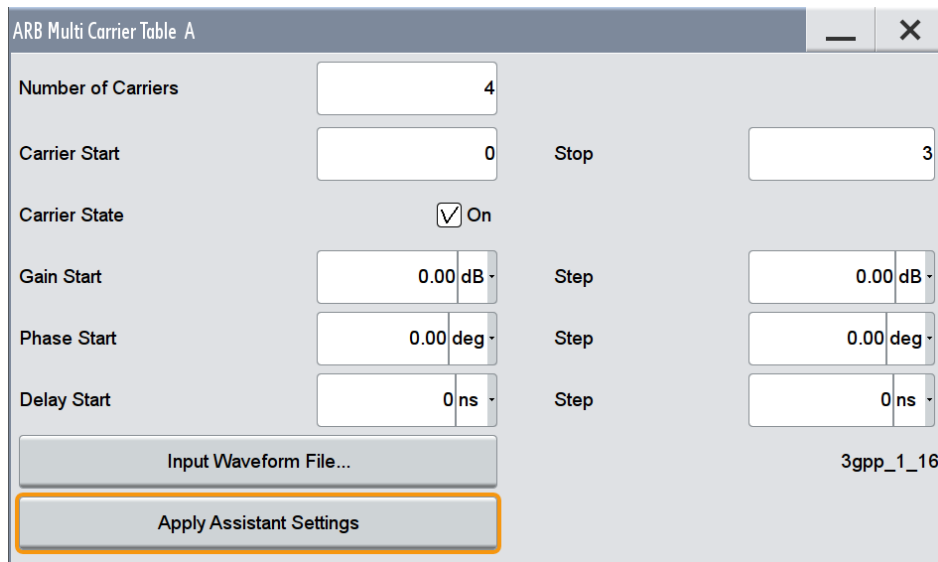 ARB Multi Carrier Table A
Number of Carriers 4
Carrier Start 0 Stop 3
Carrier State On
Gain Start 0.00 dB Step 0.00 dB
Phase Start 0.00 deg Step 0.00 deg
Delay Start 0 ns Step 0 ns
Input Waveform File... 3gpp_1_16
Apply Assistant Settings